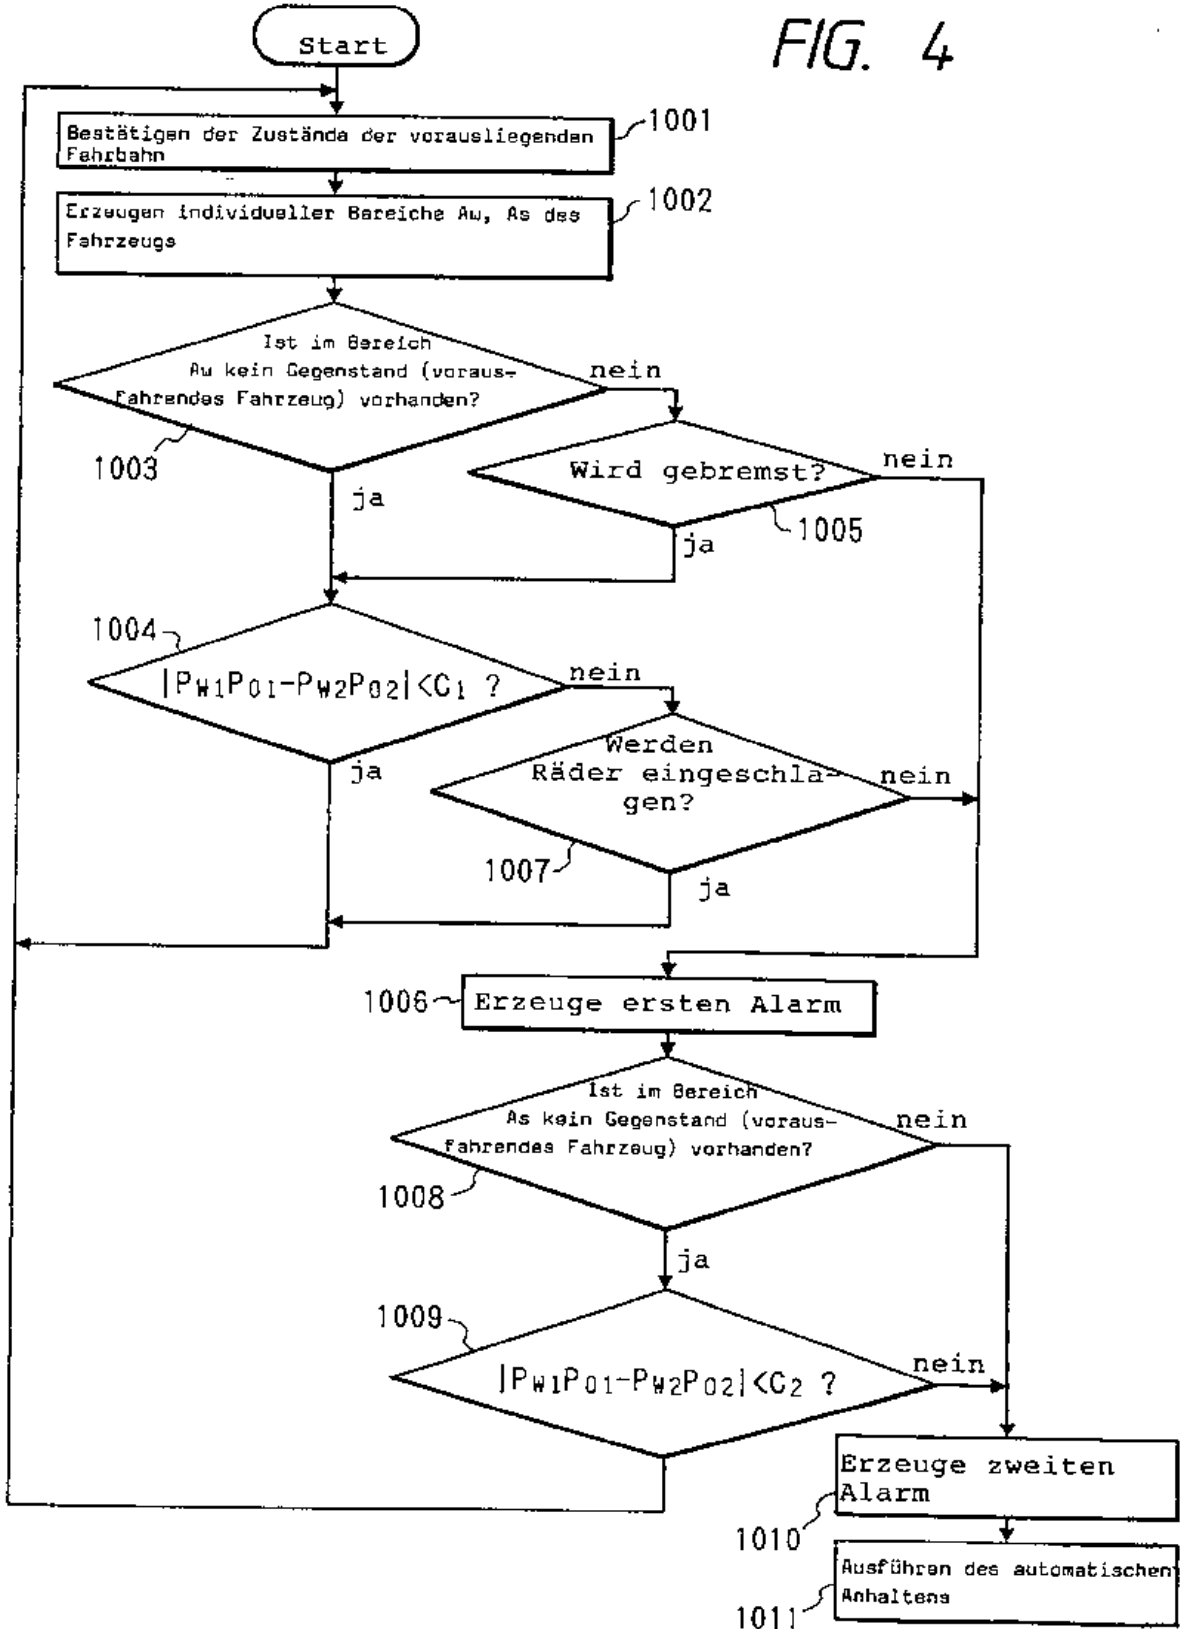 FIG. 4
Start
Bestätigen der Zustända der vorausliegenden
Fahrbahn
1001
Erzeugen individueller Bereiche Aw, As des
Fahrzeugs
1002
Ist im Bereich
Aw kein Gegenstand (voraus-
fahrendes Fahrzeug) vorhanden?
nein
1003
ja
Wird gebremst?
nein
1005
ja
1004
|PW1P01-PW2P02|<C1 ?
nein
ja
Werden
Räder eingeschla-
gen?
nein
1007
ja
1006
Erzeuge ersten Alarm
Ist im Bereich
As kein Gegenstand (voraus-
fahrendes Fahrzeug) vorhanden?
nein
1008
ja
1009
|PW1P01-PW2P02|<C2 ?
nein
Erzeuge zweiten
Alarm
1010
Ausführen des automatischen
Anhaltens
1011